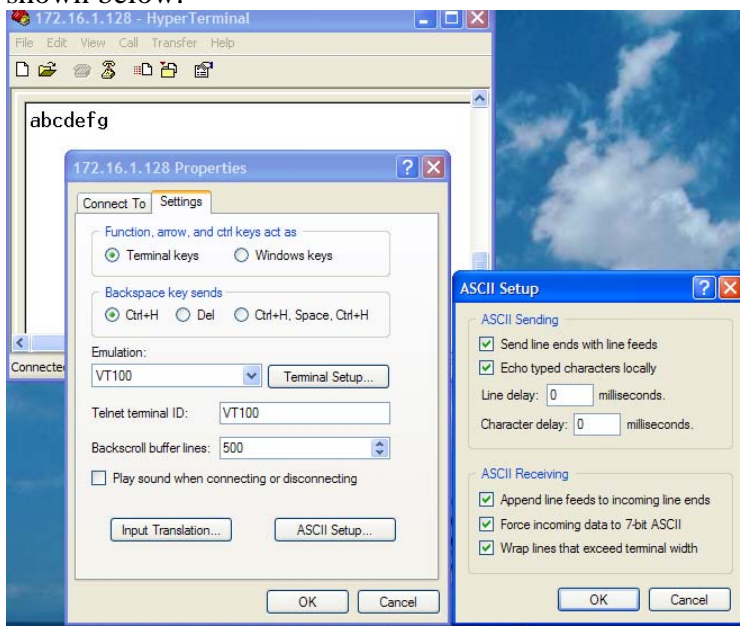 shown below:
172.16.1.128 - HyperTerminal
File Edit View Call Transfer Help
abcdefg
172.16.1.128 Properties
Connect To Settings
Function, arrow, and ctrl keys act as
Terminal keys Windows keys
Backspace key sends
Ctrl+H Del Ctrl+H, Space, Ctrl+H
Emulation:
VT100 Terminal Setup...
Telnet terminal ID: VT100
Backscroll buffer lines: 500
Play sound when connecting or disconnecting
Input Translation... ASCII Setup...
OK Cancel
ASCII Setup
ASCII Sending
Send line ends with line feeds
Echo typed characters locally
Line delay: 0 milliseconds.
Character delay: 0 milliseconds.
ASCII Receiving
Append line feeds to incoming line ends
Force incoming data to 7-bit ASCII
Wrap lines that exceed terminal width
OK Cancel